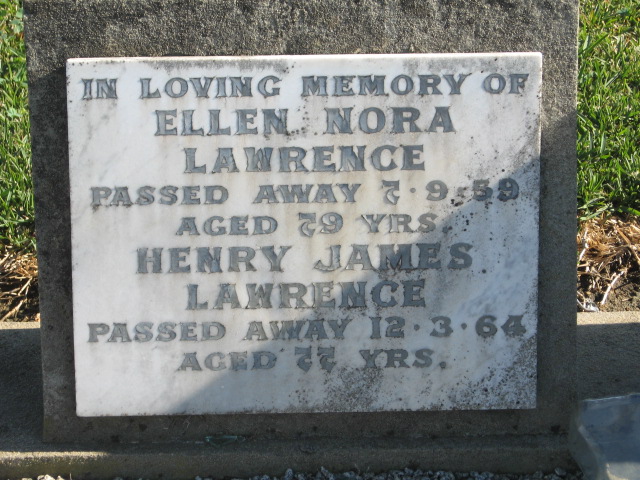 IN LOVING MEMORY OF
ELLEN NORA
LAWRENCE
PASSED AWAY 7·9·59
AGED 79 YRS.
HENRY JAMES
LAWRENCE
PASSED AWAY 12·3·64
AGED 77 YRS.